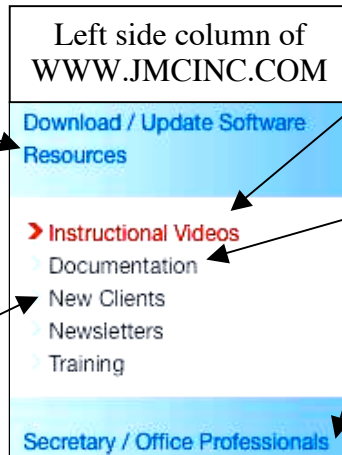 Left side column of
WWW.JMCINC.COM
Download / Update Software
Resources
Instructional Videos
Documentation
New Clients
Newsletters
Training
Secretary / Office Professionals